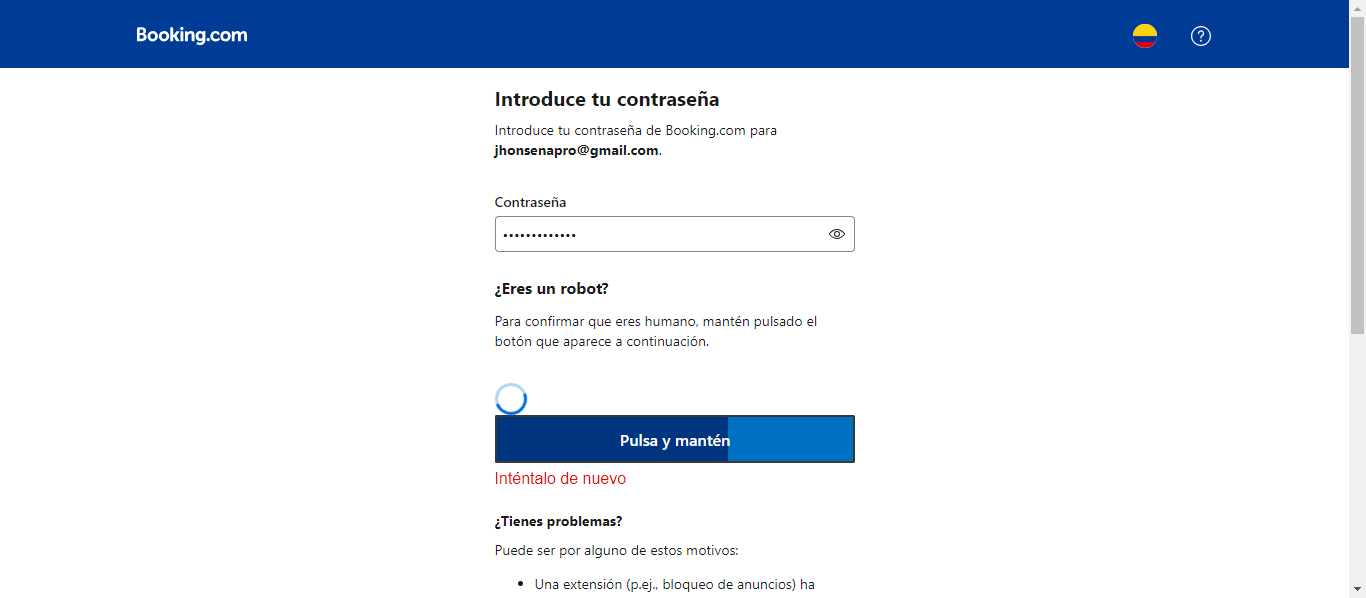 Booking.com
?
Introduce tu contraseña
Introduce tu contraseña de Booking.com para
jhonsenapro@gmail.com.
Contraseña
•••••••••••••
¿Eres un robot?
Para confirmar que eres humano, mantén pulsado el
botón que aparece a continuación.
Pulsa y mantén
Inténtalo de nuevo
¿Tienes problemas?
Puede ser por alguno de estos motivos:
• Una extensión (p.ej., bloqueo de anuncios) ha